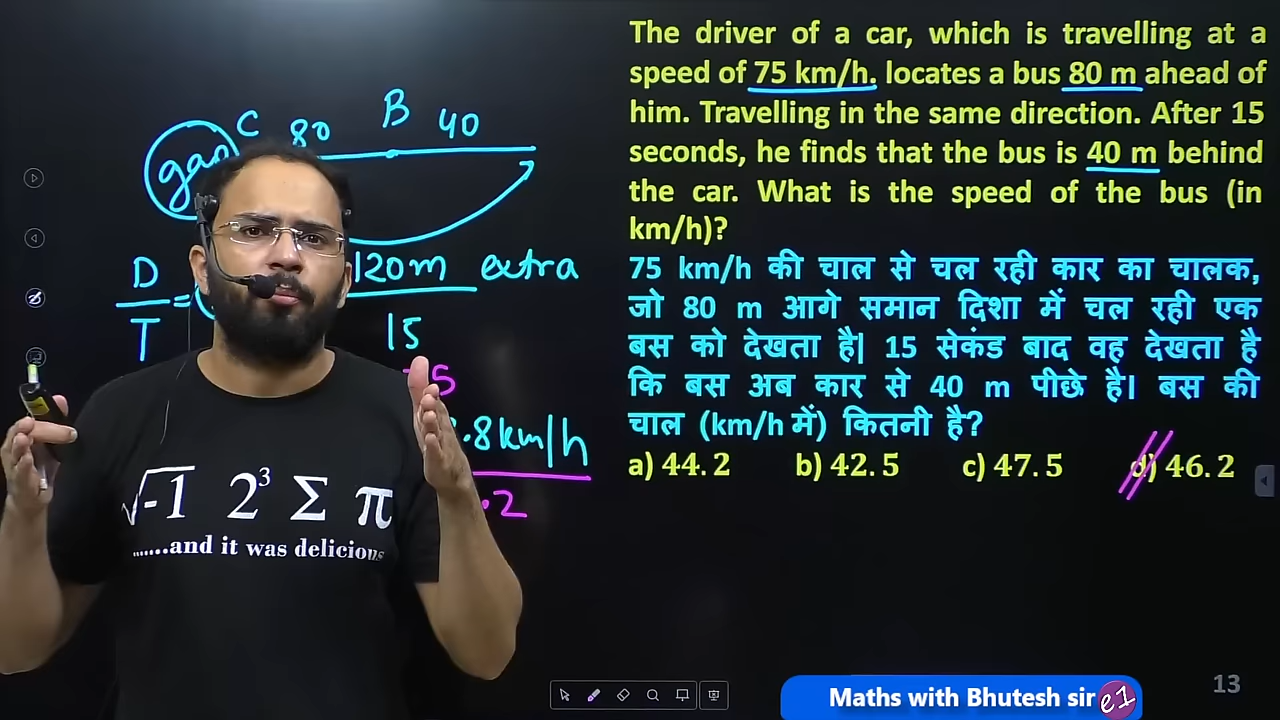 The driver of a car, which is travelling at a
speed of 75 km/h. locates a bus 80 m ahead of
him. Travelling in the same direction. After 15
seconds, he finds that the bus is 40 m behind
the car. What is the speed of the bus (in
km/h)?
75 km/h की चाल से चल रही कार का चालक,
जो 80 m आगे समान दिशा में चल रही एक
बस को देखता है| 15 सेकंड बाद वह देखता है
कि बस अब कार से 40 m पीछे है। बस की
चाल (km/h में) कितनी है?
a) 44.2 b) 42.5 c) 47.5 d) 46.2
C 80 B 40
gap
D/T =
120m extra
15
.8km/h
.2
√-1 2³ Σ π
.......and it was delicious
Maths with Bhutesh sir e1
13